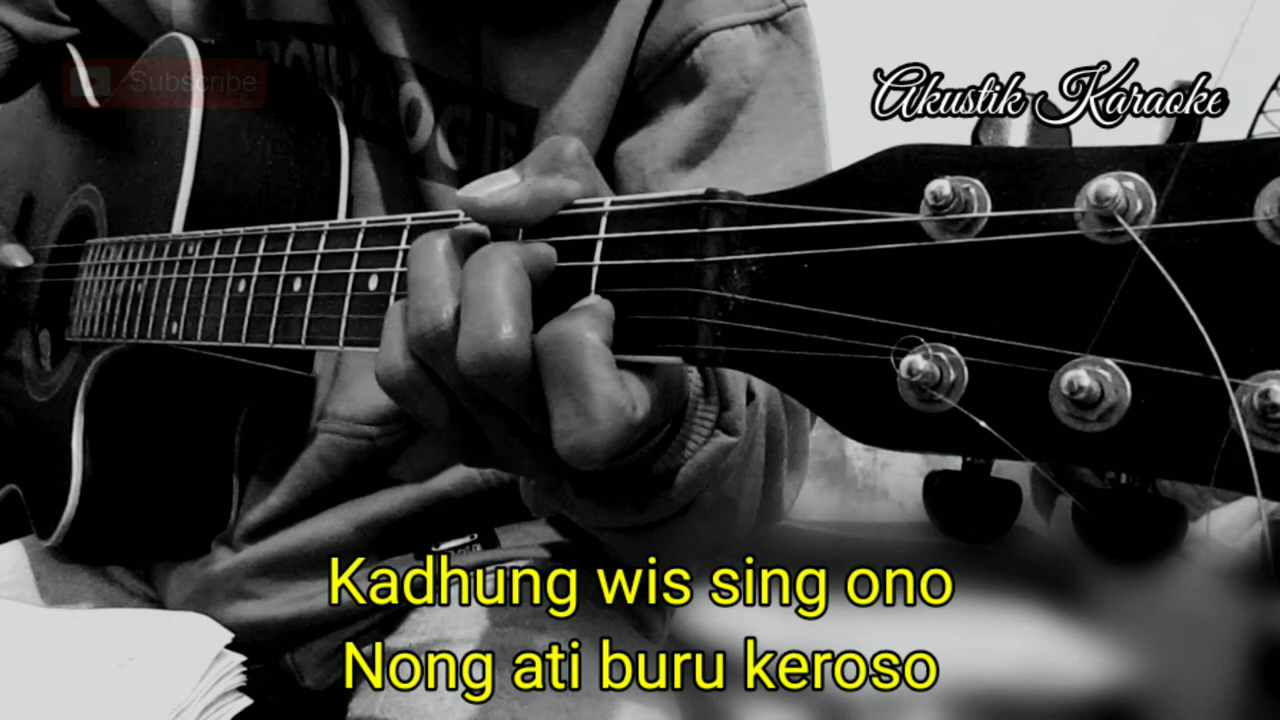 Subscribe
Akustik Karaoke
Kadhung wis sing ono
Nong ati buru keroso